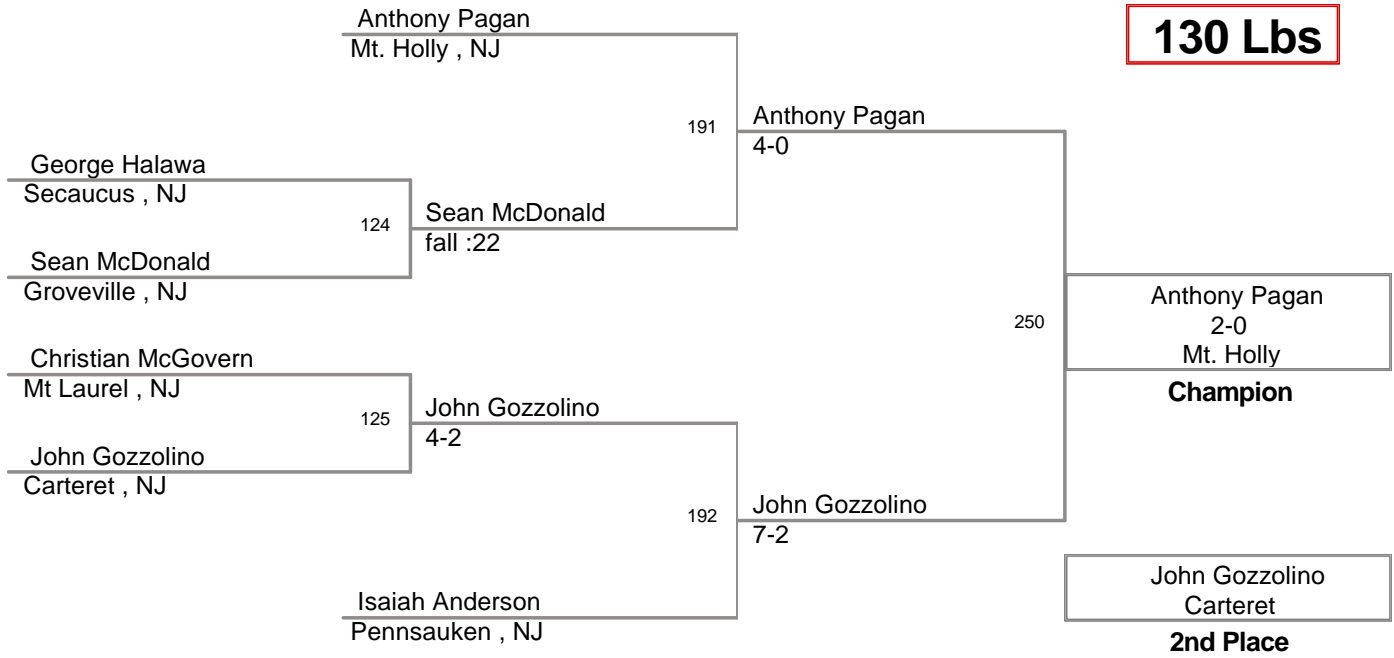 Anthony Pagan
Mt. Holly , NJ
130 Lbs
191
Anthony Pagan
4-0
George Halawa
Secaucus , NJ
124
Sean McDonald
fall :22
Sean McDonald
Groveville , NJ
250
Anthony Pagan
2-0
Mt. Holly
Champion
Christian McGovern
Mt Laurel , NJ
125
John Gozzolino
4-2
John Gozzolino
Carteret , NJ
192
John Gozzolino
7-2
Isaiah Anderson
Pennsauken , NJ
John Gozzolino
Carteret
2nd Place